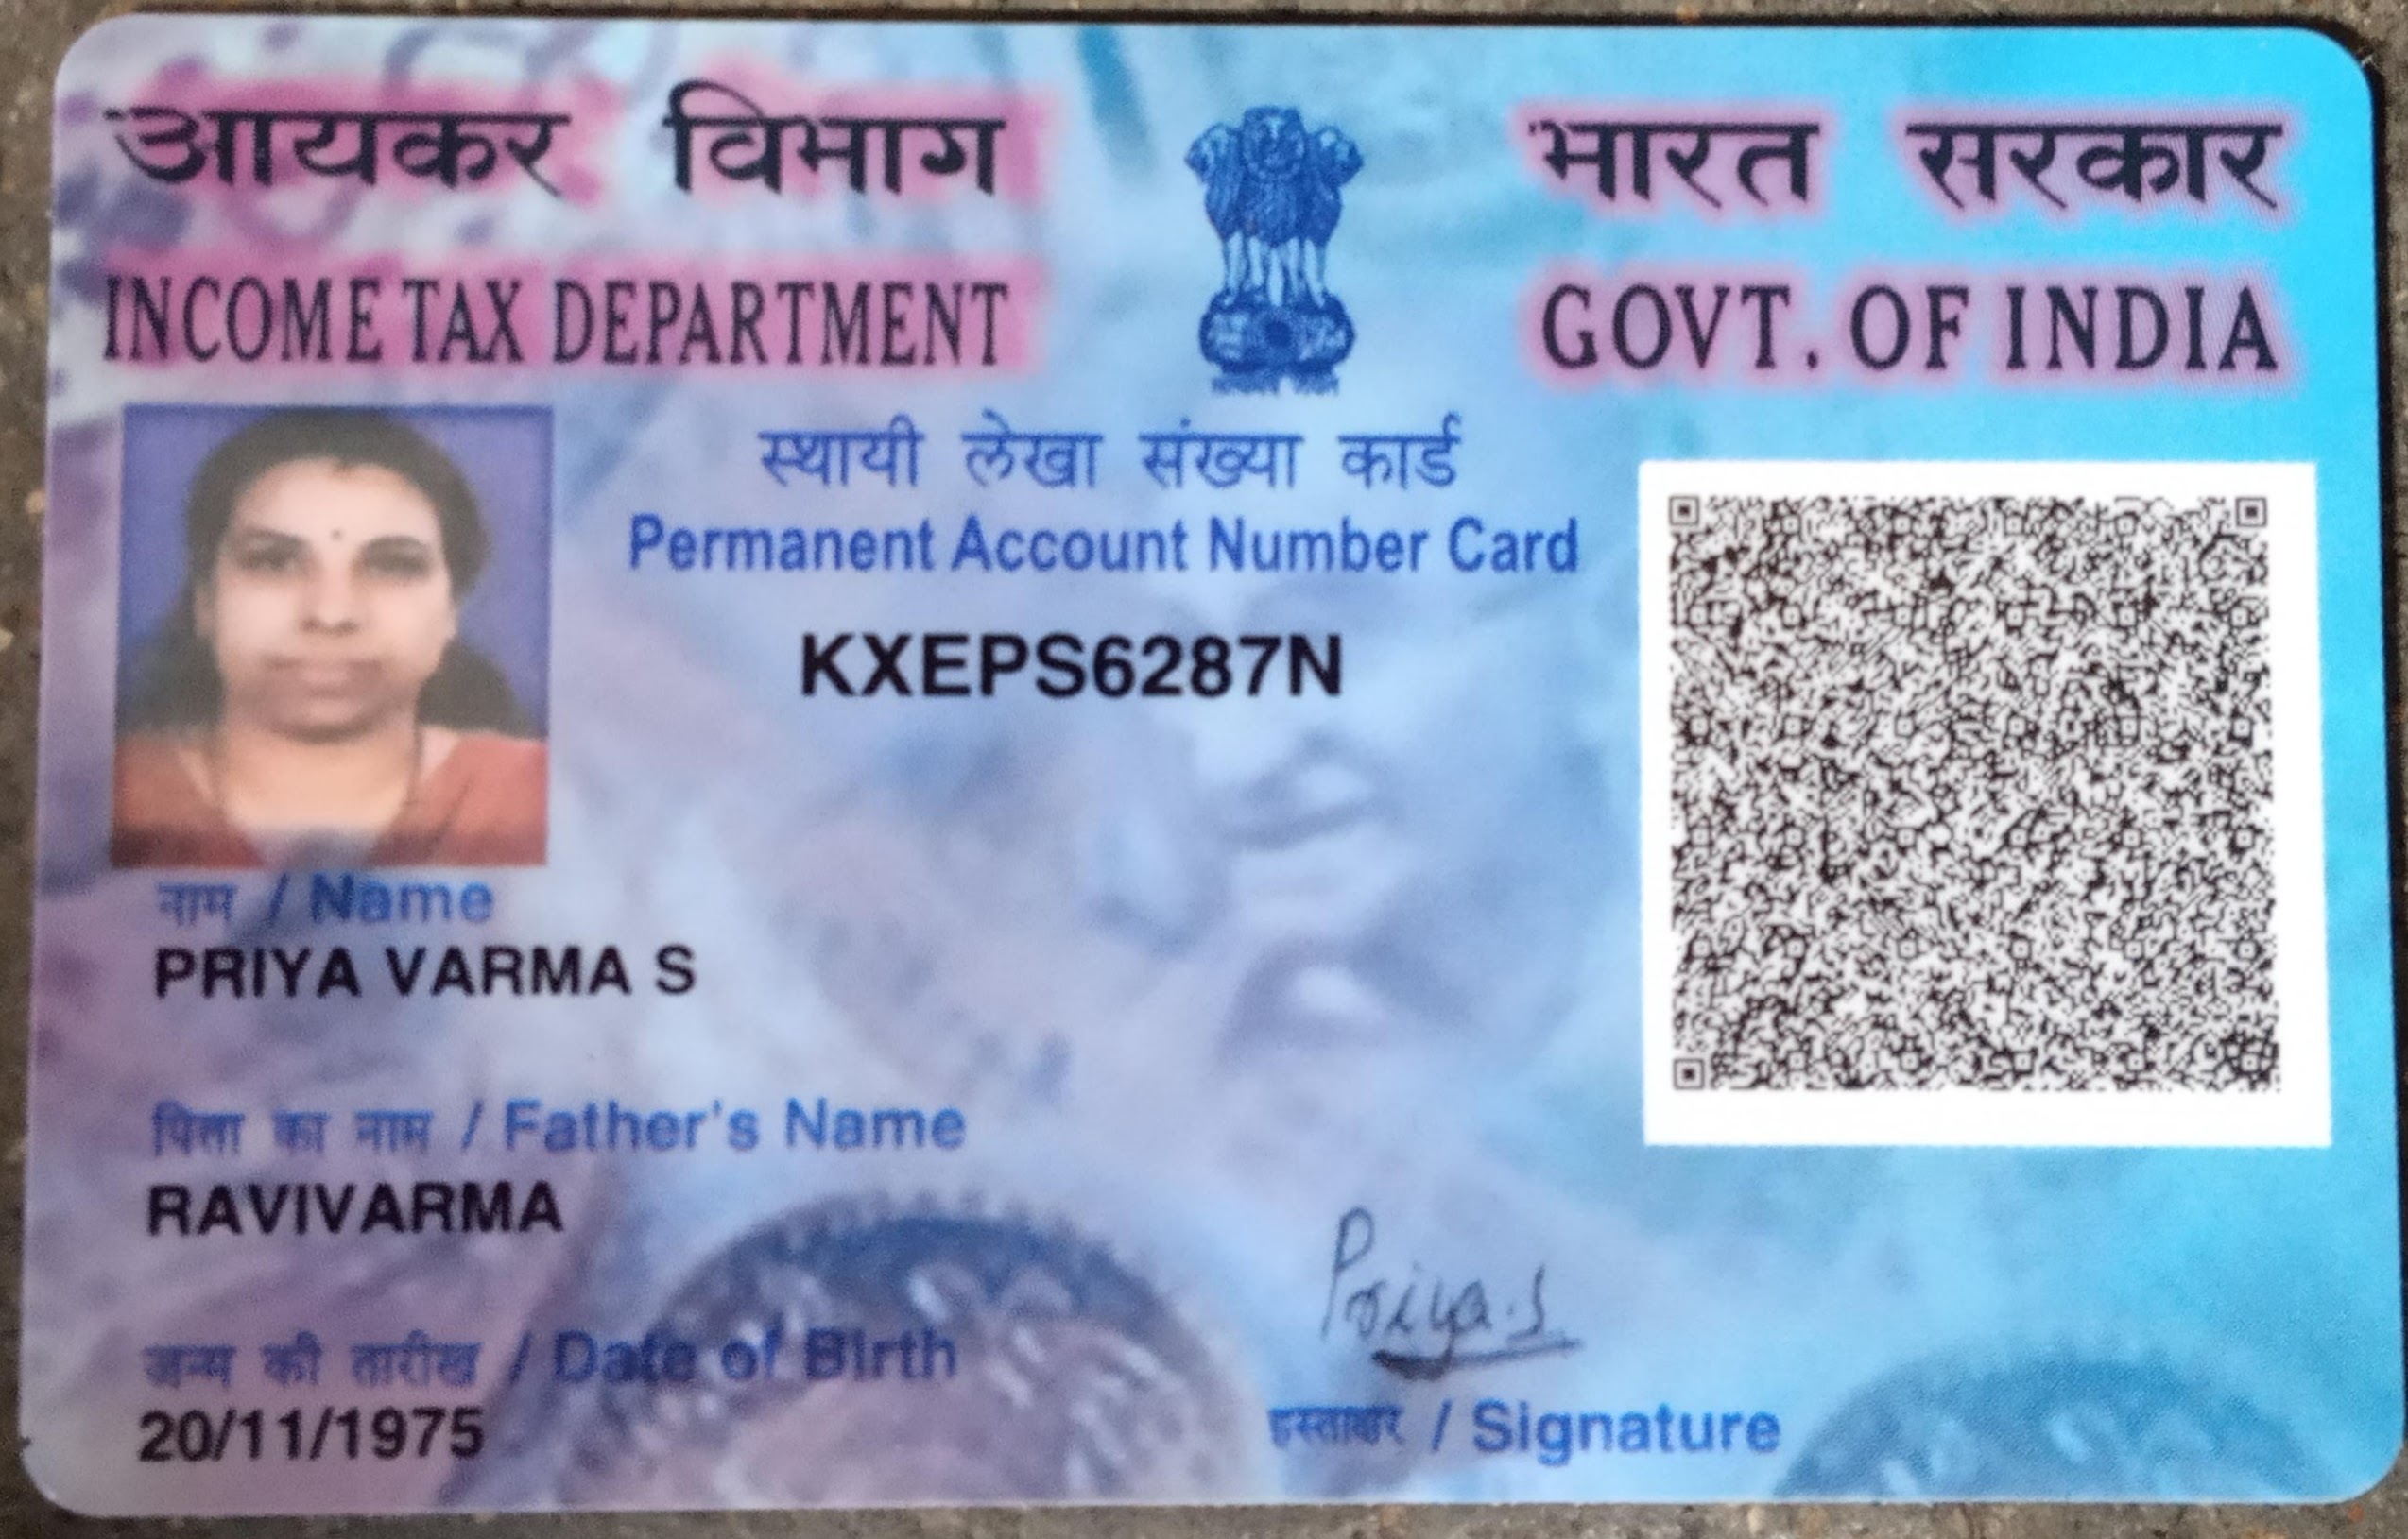 आयकर विभाग
INCOME TAX DEPARTMENT
भारत सरकार
GOVT. OF INDIA
स्थायी लेखा संख्या कार्ड
Permanent Account Number Card
KXEPS6287N
नाम / Name
PRIYA VARMA S
पिता का नाम / Father's Name
RAVIVARMA
जन्म की तारीख / Date of Birth
20/11/1975
Priya.S
हस्ताक्षर / Signature